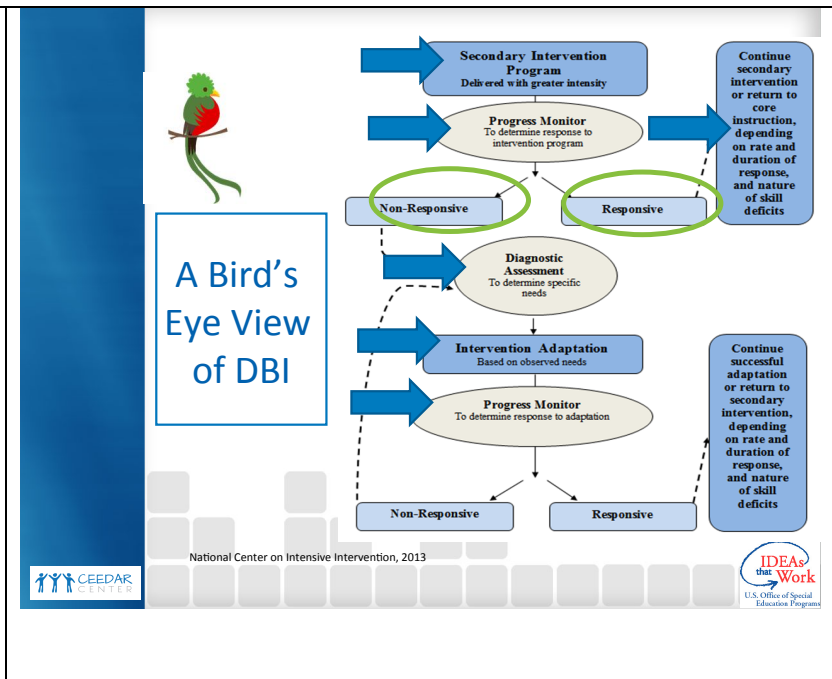 A Bird's
Eye View
of DBI
Secondary Intervention
Program
Delivered with greater intensity
Progress Monitor
To determine response to
intervention program
Continue
secondary
intervention
or return to
core
instruction,
depending
on rate and
duration of
response,
and nature
of skill
deficits
Non-Responsive
Responsive
Diagnostic
Assessment
To determine specific
needs
Intervention Adaptation
Based on observed needs
Progress Monitor
To determine response to adaptation
Continue
successful
adaptation
or return to
secondary
intervention,
depending
on rate and
duration of
response,
and nature
of skill
deficits
Non-Responsive
Responsive
National Center on Intensive Intervention, 2013
CEEDAR
CENTER
IDEAs
that Work
U.S. Office of Special
Education Programs